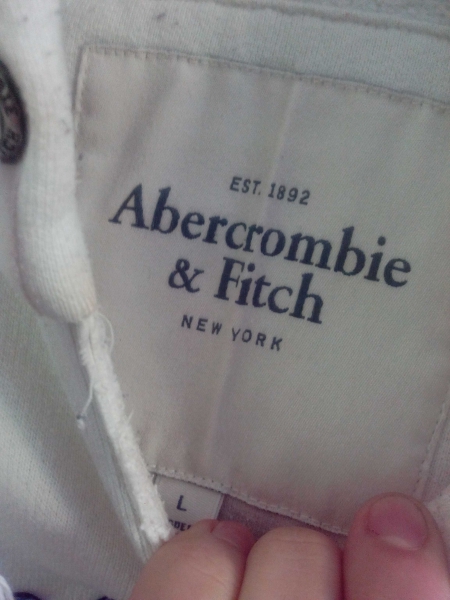 EST. 1892
Abercrombie
& Fitch
NEW YORK
L